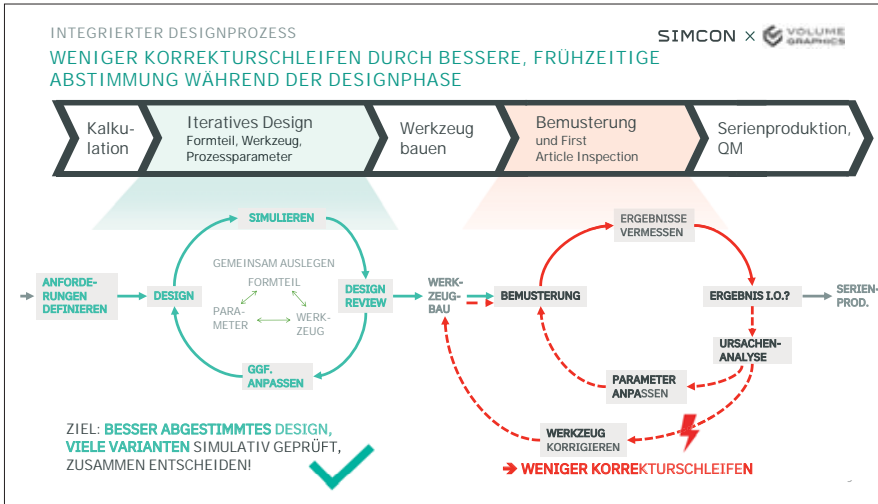 INTEGRIERTER DESIGNPROZESS
SIMCON × VOLUME
GRAPHICS
WENIGER KORREKTURSCHLEIFEN DURCH BESSERE, FRÜHZEITIGE
ABSTIMMUNG WÄHREND DER DESIGNPHASE
Kalku-
lation
Iteratives Design
Formteil, Werkzeug,
Prozessparameter
Werkzeug
bauen
Bemusterung
und First
Article Inspection
Serienproduktion,
QM
SIMULIEREN
GEMEINSAM AUSLEGEN
FORMTEIL
PARA-
METER
WERK-
ZEUG
ANFORDE-
RUNGEN
DEFINIEREN
DESIGN
DESIGN
REVIEW
GGF.
ANPASSEN
WERK-
ZEUG-
BAU
BEMUSTERUNG
ERGEBNISSE
VERMESSEN
ERGEBNIS I.O.?
SERIEN-
PROD.
URSACHEN-
ANALYSE
PARAMETER
ANPASSEN
WERKZEUG
KORRIGIEREN
ZIEL: BESSER ABGESTIMMTES DESIGN,
VIELE VARIANTEN SIMULATIV GEPRÜFT,
ZUSAMMEN ENTSCHEIDEN!
➔ WENIGER KORREKTURSCHLEIFEN